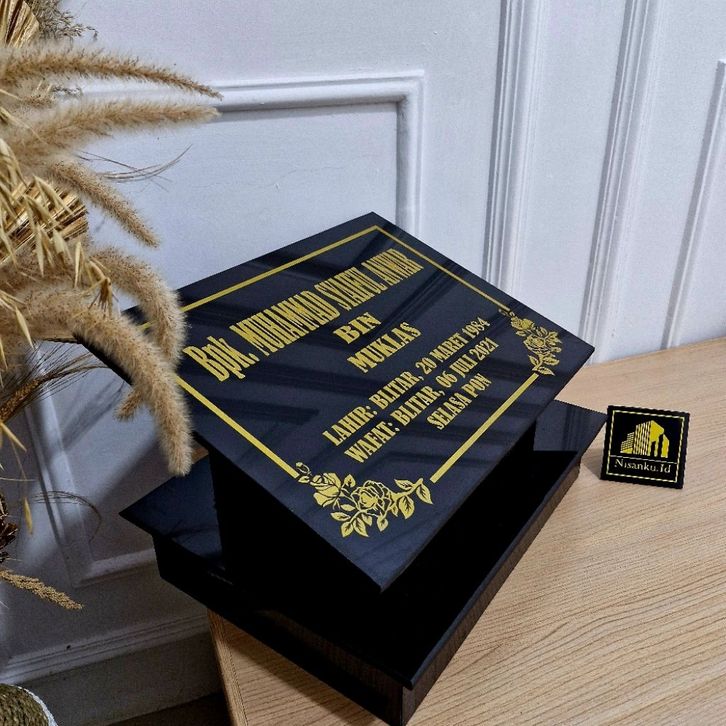 Bpk. MUHAMMAD SIAHUL ANWAR
BIN
MUKLAS
LAHIR: BLITAR, 20 MARET 1984
WAFAT: BLITAR, 06 JULI 2021
SELASA PON
Nisanku.Id